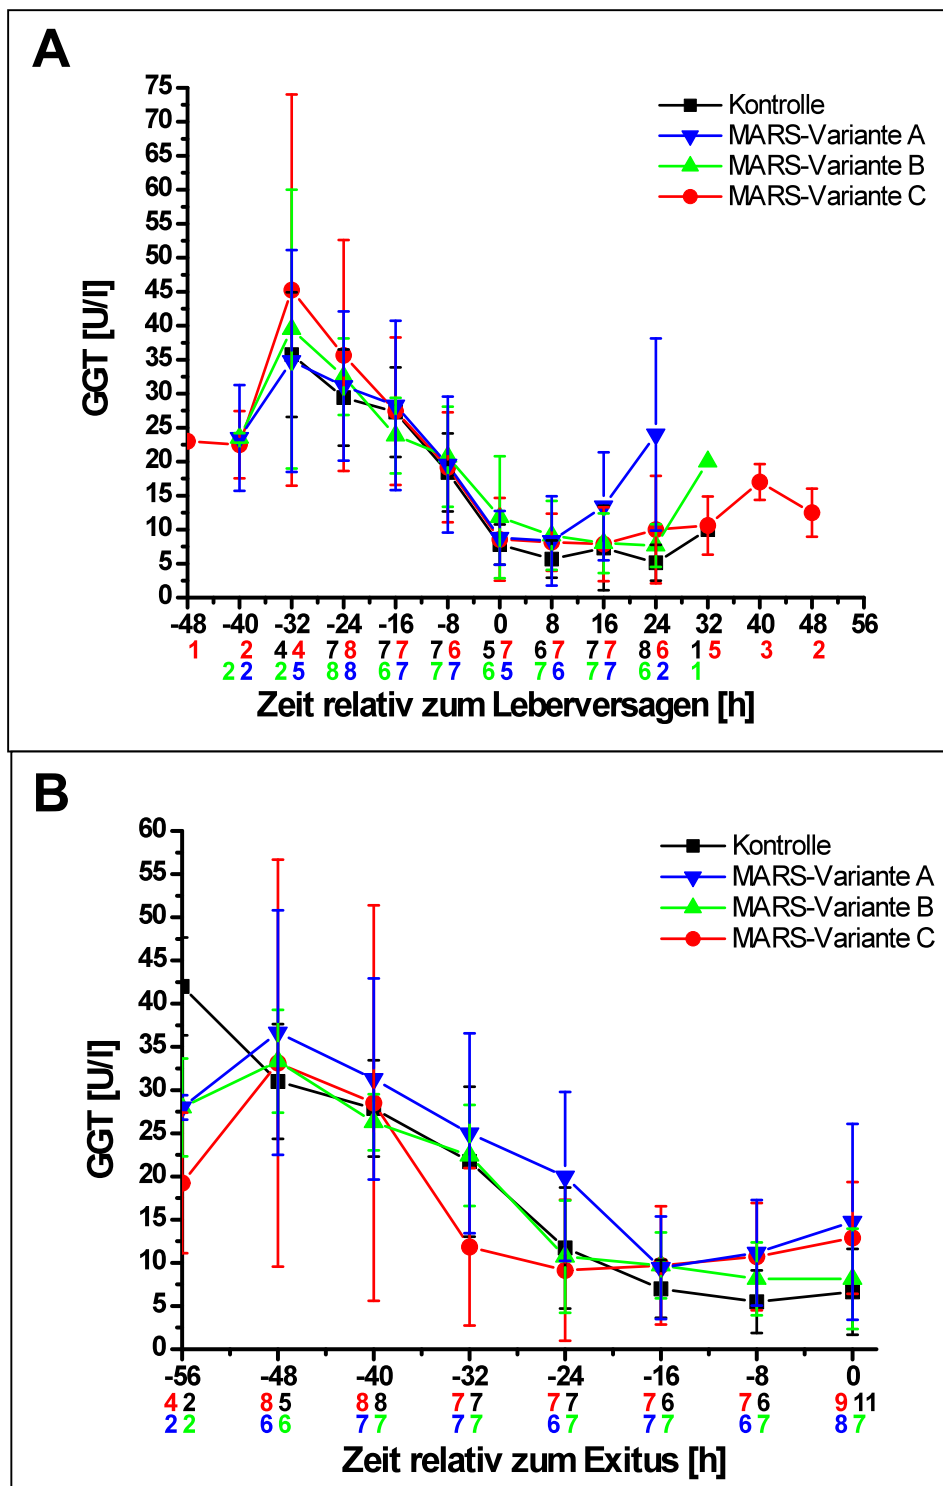 A
75
70
65
60
55
50
45
40
35
30
25
20
15
10
5
0
GGT [U/l]
Kontrolle
MARS-Variante A
MARS-Variante B
MARS-Variante C
-48 -40 -32 -24 -16 -8 0 8 16 24 32 40 48 56
1 2 4 4 7 8 7 7 7 6 5 7 6 7 7 7 8 6 1 5 3 2
2 2 2 5 8 8 6 7 7 7 6 5 7 6 7 7 6 2 1
Zeit relativ zum Leberversagen [h]
B
60
55
50
45
40
35
30
25
20
15
10
5
0
GGT [U/l]
Kontrolle
MARS-Variante A
MARS-Variante B
MARS-Variante C
-56 -48 -40 -32 -24 -16 -8 0
4 2 8 5 8 8 7 7 7 7 7 6 7 6 9 11
2 2 6 6 7 7 7 7 6 7 7 7 6 7 8 7
Zeit relativ zum Exitus [h]